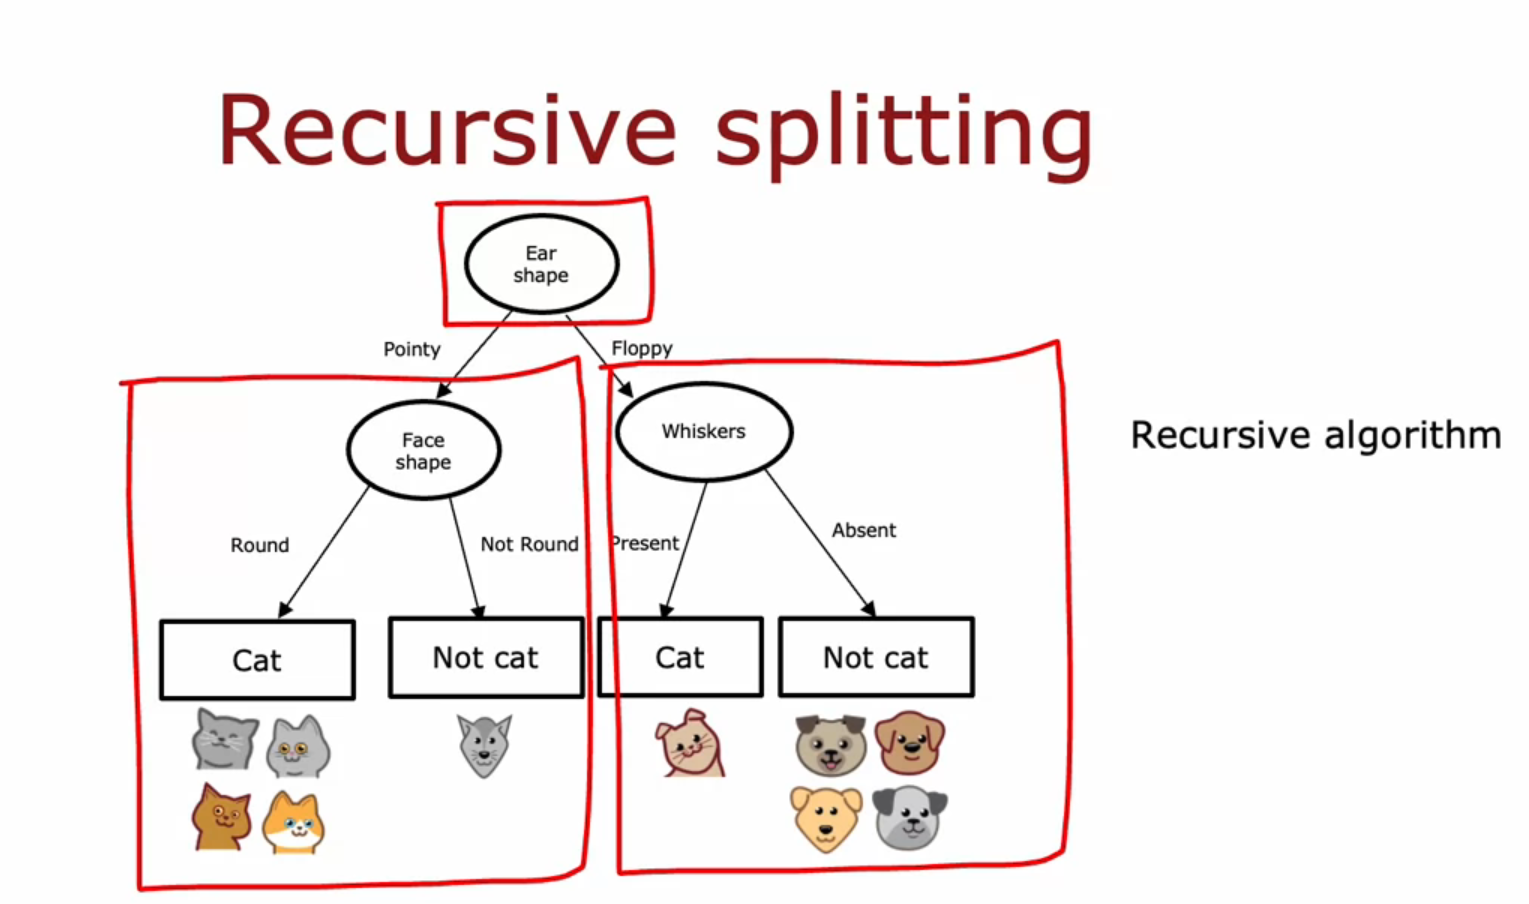 Recursive splitting
Ear
shape
Pointy
Floppy
Face
shape
Whiskers
Recursive algorithm
Round
Not Round
Present
Absent
Cat
Not cat
Cat
Not cat